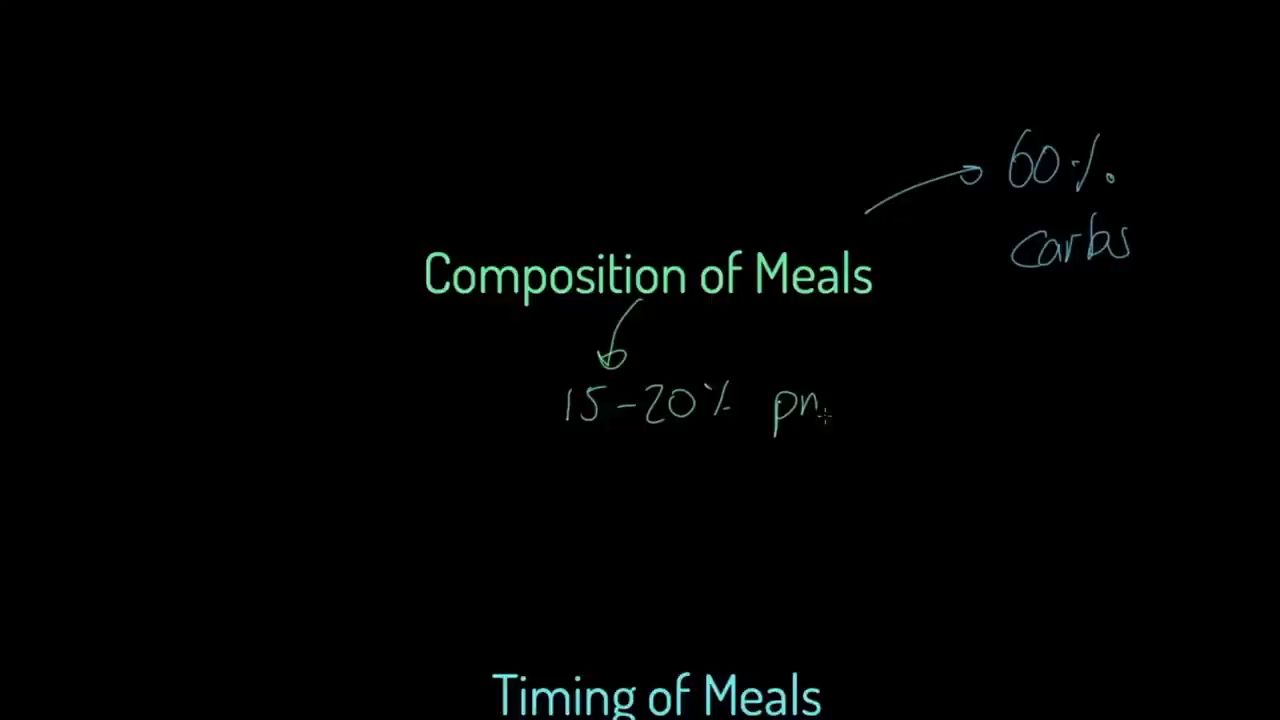 60%.
carbs
Composition of Meals
15-20%
Timing of Meals